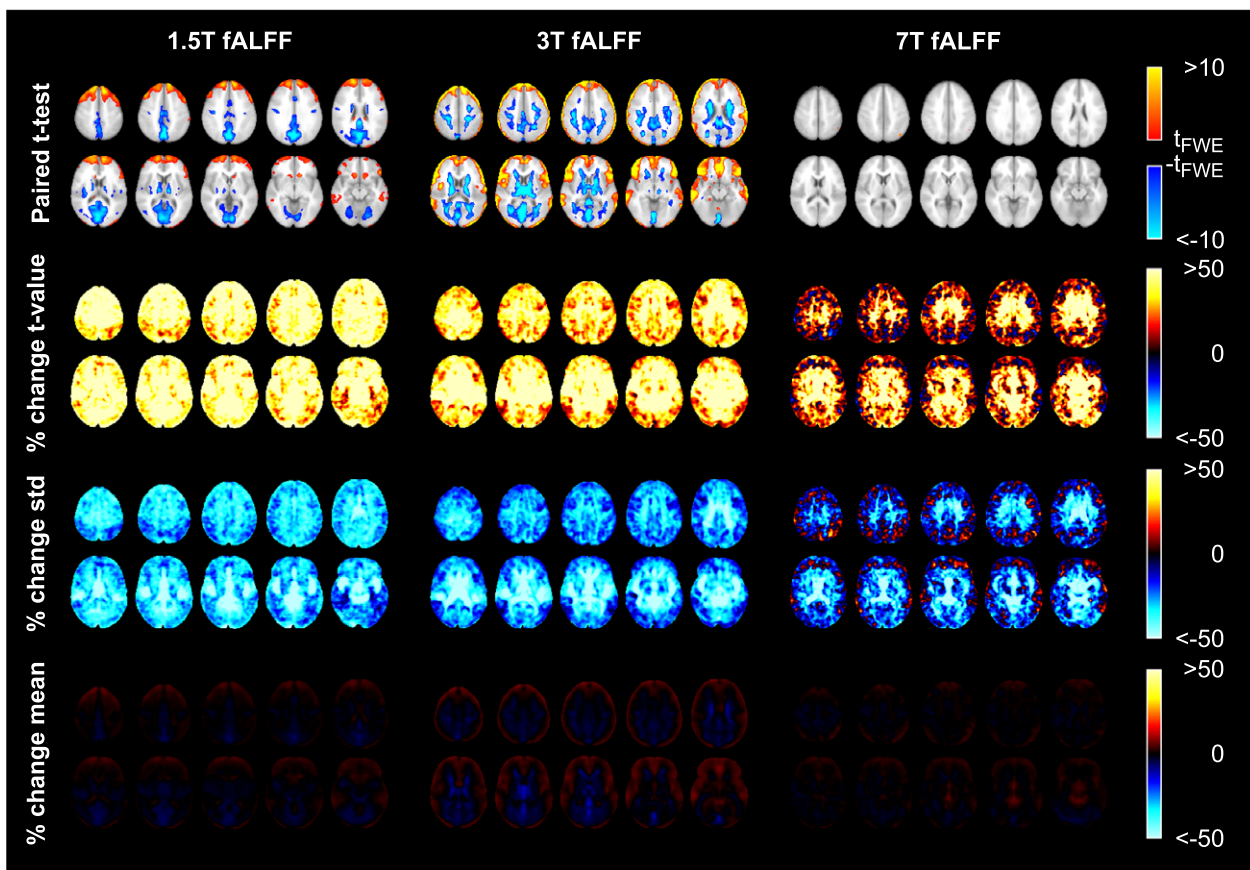 1.5T fALFF
3T fALFF
7T fALFF
Paired t-test
>10
tFWE
-tFWE
<-10
% change t-value
>50
0
<-50
% change std
>50
0
<-50
% change mean
>50
0
<-50